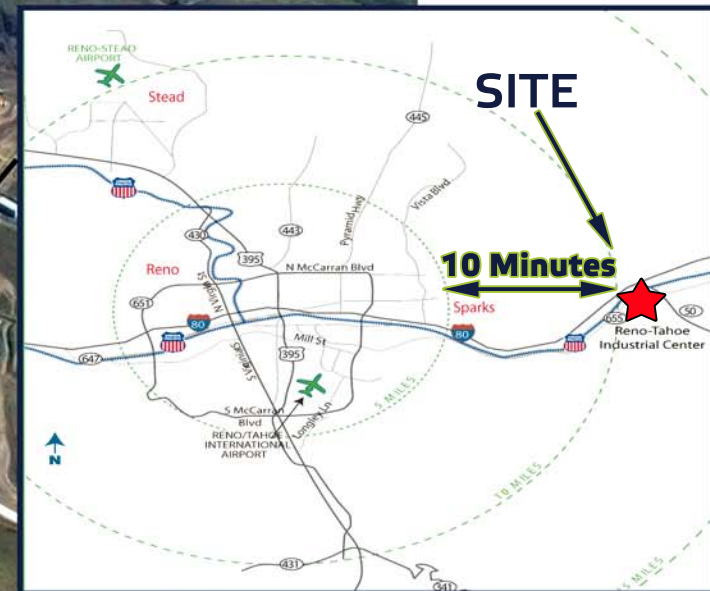 RENO-STEAD
AIRPORT
Stead
SITE
445
Vista Blvd
Pyramid Hwy
443
430
395
N McCarran Blvd
10 Minutes
Reno
N Virginia St
651
80
Sparks
80
655
50
Reno-Tahoe
Industrial Center
647
Mill St
395
S Virginia St
5 MILES
S McCarran
Blvd
Longley Ln
RENO/TAHOE
INTERNATIONAL
AIRPORT
N
10 MILES
431
341
15 MILES